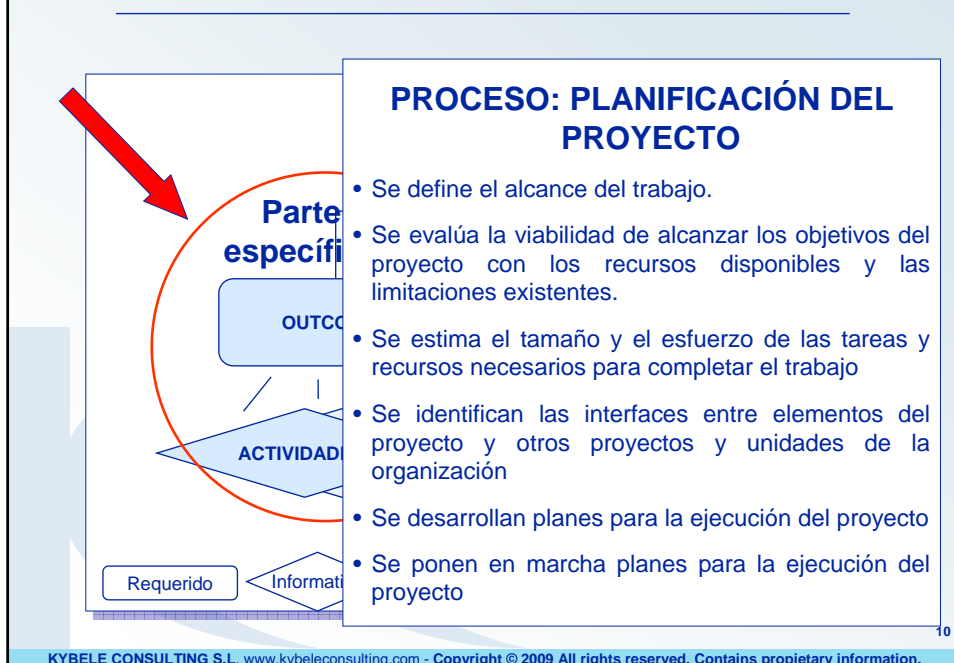 PROCESO: PLANIFICACIÓN DEL
PROYECTO
• Se define el alcance del trabajo.
• Se evalúa la viabilidad de alcanzar los objetivos del
proyecto con los recursos disponibles y las
limitaciones existentes.
• Se estima el tamaño y el esfuerzo de las tareas y
recursos necesarios para completar el trabajo
• Se identifican las interfaces entre elementos del
proyecto y otros proyectos y unidades de la
organización
• Se desarrollan planes para la ejecución del proyecto
• Se ponen en marcha planes para la ejecución del
proyecto
Parte
específi
OUTCO
ACTIVIDAD
Requerido
Informati
10
KYBELE CONSULTING S.L. www.kybeleconsulting.com - Copyright © 2009 All rights reserved. Contains propietary information.